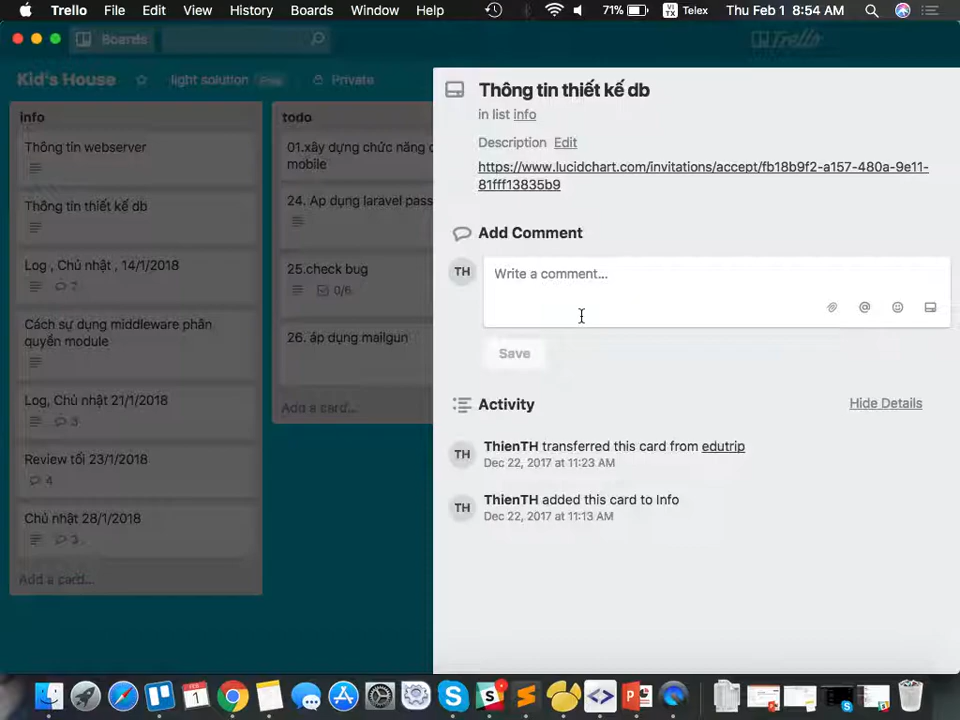 Trello File Edit View History Boards Window Help 71% VI TX Telex Thu Feb 1 8:54 AM
Boards
Trello
Kid's House light solution Free Private
info
Thông tin webserver
Thông tin thiết kế db
Log , Chủ nhật , 14/1/2018
7
Cách sự dụng middleware phân
quyền module
Log, Chủ nhật 21/1/2018
3
Review tối 23/1/2018
4
Chủ nhật 28/1/2018
3
Add a card...
todo
01.xây dựng chức năng
mobile
24. Ap dụng laravel pass
25.check bug
0/6
26. áp dụng mailgun
Add a card...
Thông tin thiết kế db
in list info
Description Edit
https://www.lucidchart.com/invitations/accept/fb18b9f2-a157-480a-9e11-
81fff13835b9
Add Comment
TH
Write a comment...
@
Save
Activity Hide Details
TH
ThienTH transferred this card from edutrip
Dec 22, 2017 at 11:23 AM
TH
ThienTH added this card to Info
Dec 22, 2017 at 11:13 AM